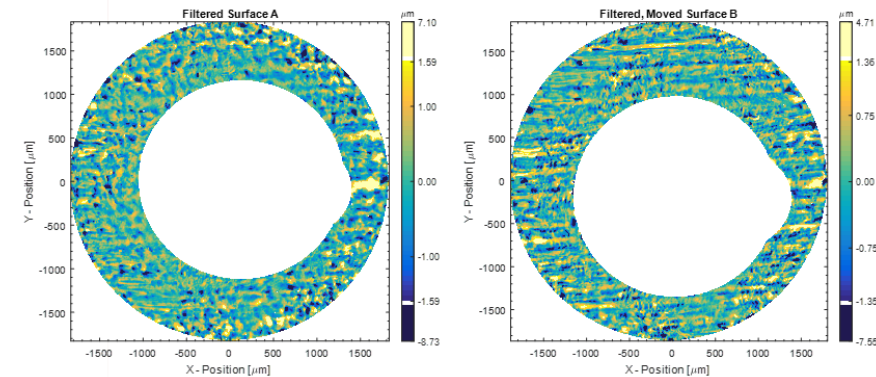 Filtered Surface A
μm
7.10
1.59
1.00
0.00
-1.00
-1.59
-8.73
1500
1000
500
0
-500
-1000
-1500
Y - Position [μm]
-1500 -1000 -500 0 500 1000 1500
X - Position [μm]
Filtered, Moved Surface B
μm
4.71
1.36
0.75
0.00
-0.75
-1.35
-7.55
1500
1000
500
0
-500
-1000
-1500
Y - Position [μm]
-1500 -1000 -500 0 500 1000 1500
X - Position [μm]